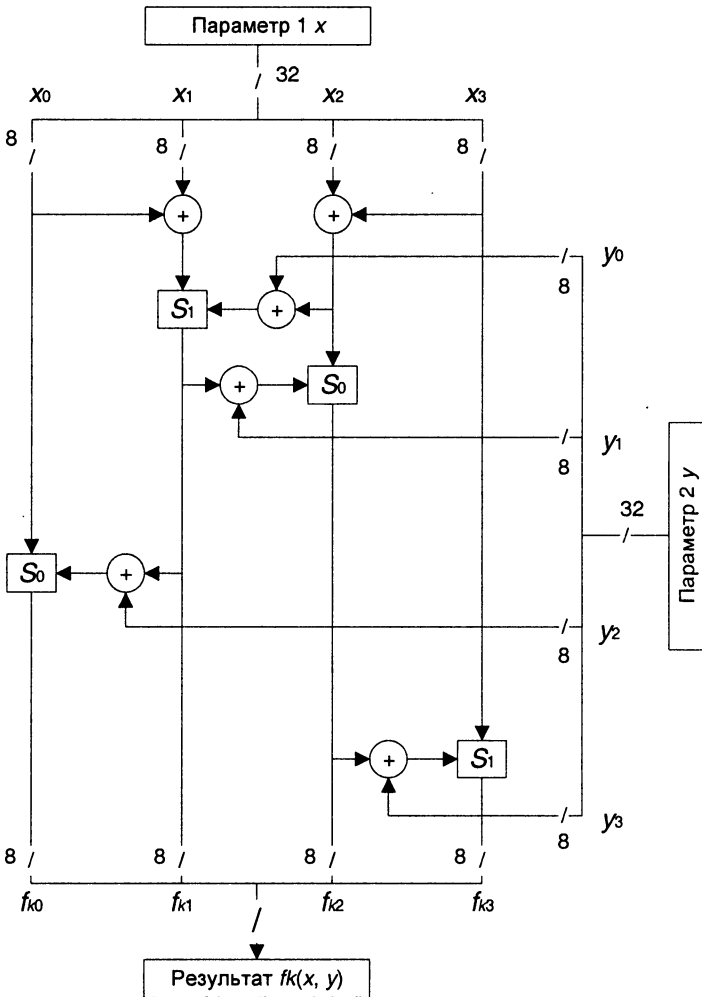 Параметр 1 x
32
x0 x1 x2 x3
8 8 8 8
+ +
y0
8
S1 +
+ S0
y1
8
32
Параметр 2 y
S0 +
y2
8
+ S1
y3
8
8 8 8 8
fk0 fk1 fk2 fk3
Результат fk(x, y)